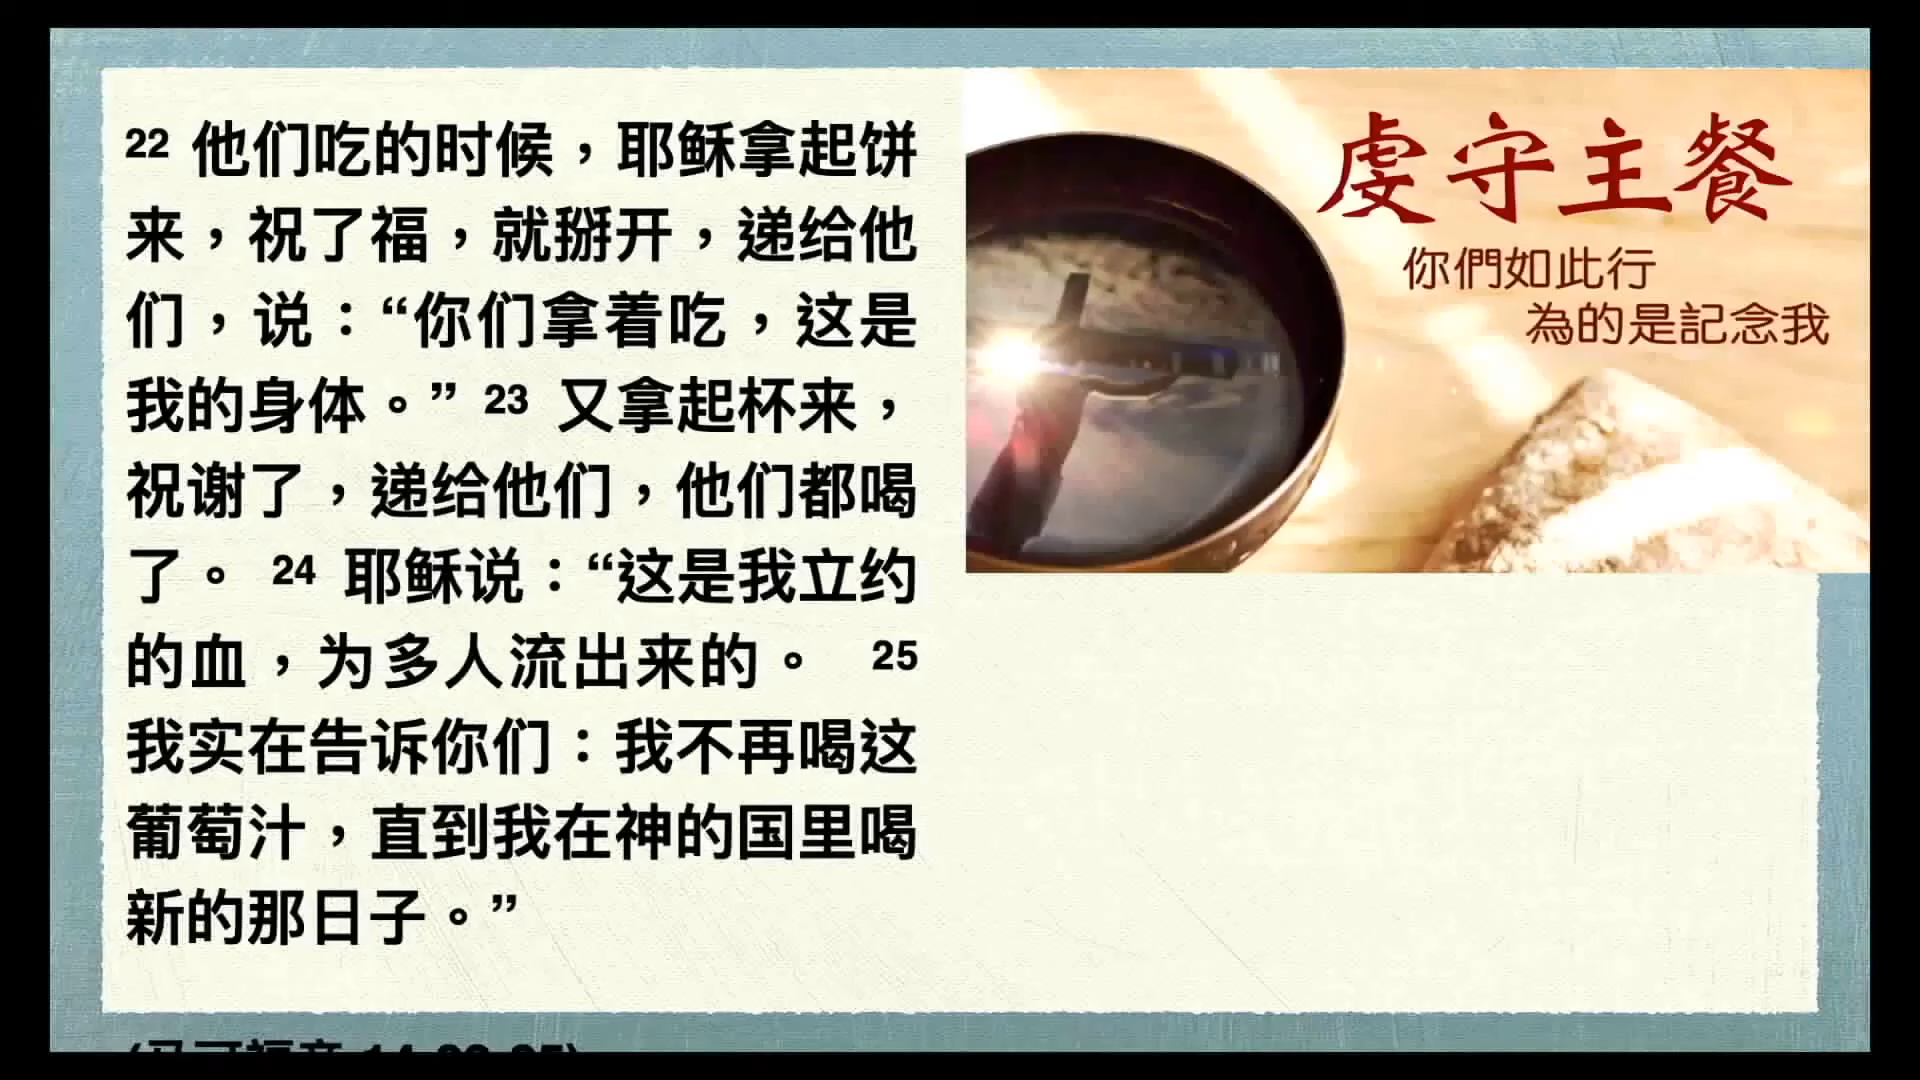 22 他们吃的时候，耶稣拿起饼
来，祝了福，就掰开，递给他
们，说：“你们拿着吃，这是
我的身体。” 23 又拿起杯来，
祝谢了，递给他们，他们都喝
了。 24 耶稣说：“这是我立约
的血，为多人流出来的。 25
我实在告诉你们：我不再喝这
葡萄汁，直到我在神的国里喝
新的那日子。”
虔守主餐
你們如此行
為的是記念我